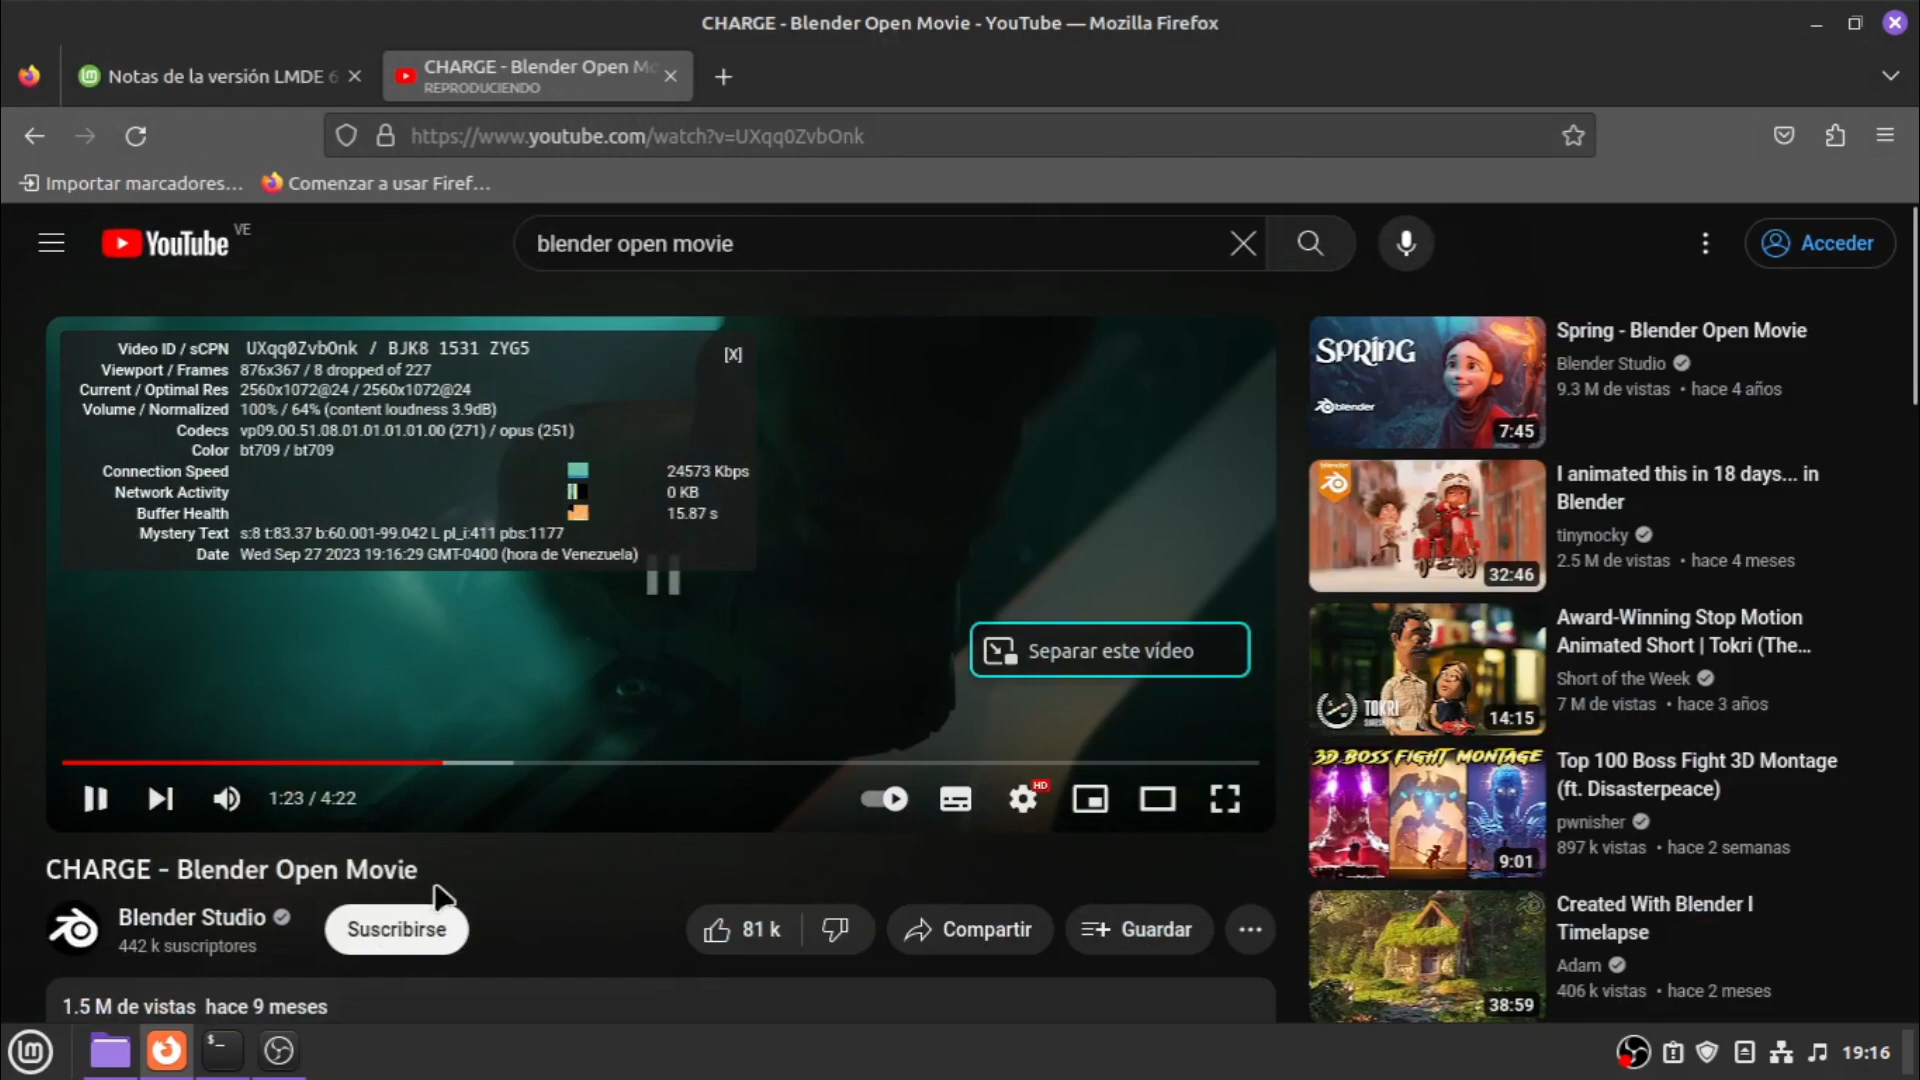 CHARGE - Blender Open Movie - YouTube — Mozilla Firefox
Notas de la versión LMDE 6
CHARGE - Blender Open Mo
REPRODUCIENDO
https://www.youtube.com/watch?v=UXqq0ZvbOnk
Importar marcadores…
Comenzar a usar Firef…
YouTube VE
blender open movie
Acceder
Video ID / sCPN UXqq0ZvbOnk / BJK8 1531 ZYG5
[X]
Viewport / Frames 876x367 / 8 dropped of 227
Current / Optimal Res 2560x1072@24 / 2560x1072@24
Volume / Normalized 100% / 64% (content loudness 3.9dB)
Codecs vp09.00.51.08.01.01.01.01.00 (271) / opus (251)
Color bt709 / bt709
Connection Speed 24573 Kbps
Network Activity 0 KB
Buffer Health 15.87 s
Mystery Text s:8 t:83.37 b:60.001-99.042 L pl_i:411 pbs:1177
Date Wed Sep 27 2023 19:16:29 GMT-0400 (hora de Venezuela)
Separar este vídeo
1:23 / 4:22
HD
CHARGE - Blender Open Movie
Blender Studio
442 k suscriptores
Suscribirse
81 k
Compartir
Guardar
1.5 M de vistas hace 9 meses
SPRiNG
blender
7:45
Spring - Blender Open Movie
Blender Studio
9.3 M de vistas • hace 4 años
blender
32:46
I animated this in 18 days... in
Blender
tinynocky
2.5 M de vistas • hace 4 meses
TOKRI
14:15
Award-Winning Stop Motion
Animated Short | Tokri (The...
Short of the Week
7 M de vistas • hace 3 años
3D BOSS FIGHT MONTAGE
9:01
Top 100 Boss Fight 3D Montage
(ft. Disasterpeace)
pwnisher
897 k vistas • hace 2 semanas
38:59
Created With Blender I
Timelapse
Adam
406 k vistas • hace 2 meses
19:16